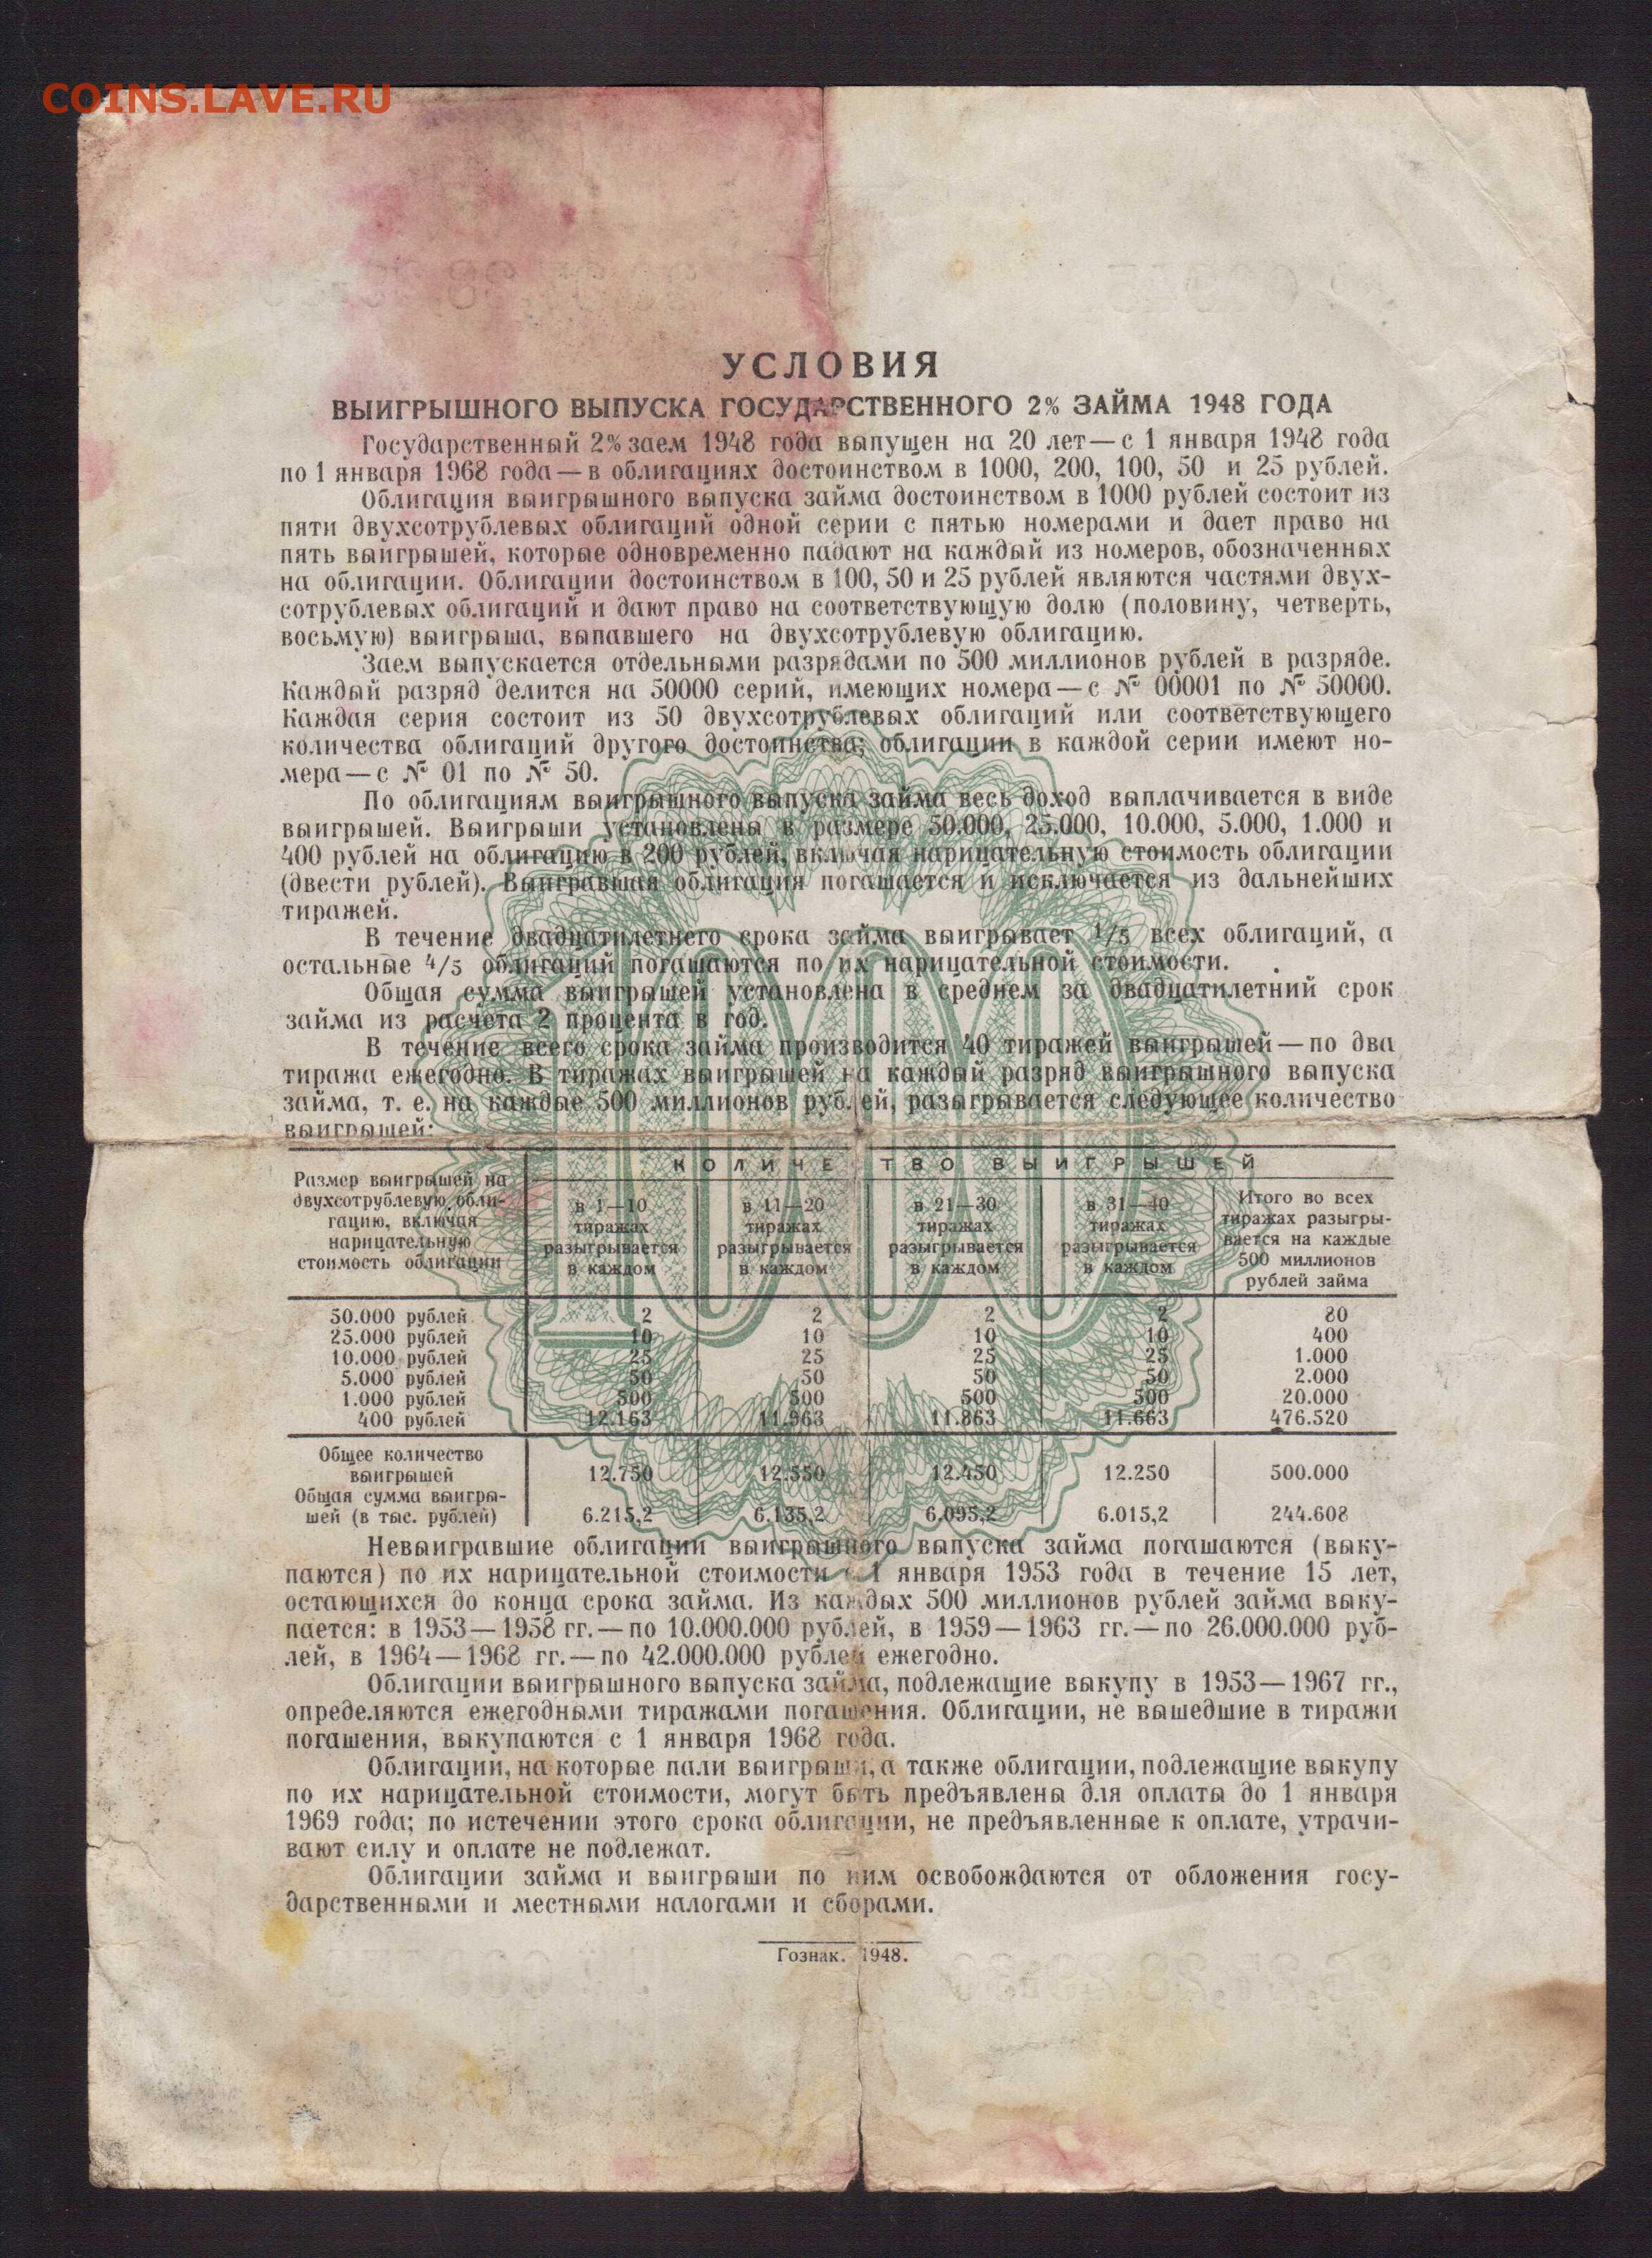 COINS.LAVE.RU
УСЛОВИЯ
ВЫИГРЫШНОГО ВЫПУСКА ГОСУДАРСТВЕННОГО 2% ЗАЙМА 1948 ГОДА
Государственный 2% заем 1948 года выпущен на 20 лет — с 1 января 1948 года
по 1 января 1968 года — в облигациях достоинством в 1000, 200, 100, 50 и 25 рублей.
Облигация выигрышного выпуска займа достоинством в 1000 рублей состоит из
пяти двухсотрублевых облигаций одной серии с пятью номерами и дает право на
пять выигрышей, которые одновременно падают на каждый из номеров, обозначенных
на облигации. Облигации достоинством в 100, 50 и 25 рублей являются частями двух-
сотрублевых облигаций и дают право на соответствующую долю (половину, четверть,
восьмую) выигрыша, выпавшего на двухсотрублевую облигацию.
Заем выпускается отдельными разрядами по 500 миллионов рублей в разряде.
Каждый разряд делится на 50000 серий, имеющих номера — с № 00001 по № 50000.
Каждая серия состоит из 50 двухсотрублевых облигаций или соответствующего
количества облигаций другого достоинства; облигации в каждой серии имеют но-
мера — с № 01 по № 50.
По облигациям выигрышного выпуска займа весь доход выплачивается в виде
выигрышей. Выигрыши установлены в размере 50.000, 25.000, 10.000, 5.000, 1.000 и
400 рублей на облигацию в 200 рублей, включая нарицательную стоимость облигации
(двести рублей). Выигравшая облигация погашается и исключается из дальнейших
тиражей.
В течение двадцатилетнего срока займа выигрывает 1/5 всех облигаций, а
остальные 4/5 облигаций погашаются по их нарицательной стоимости.
Общая сумма выигрышей установлена в среднем за двадцатилетний срок
займа из расчета 2 процента в год.
В течение всего срока займа производится 40 тиражей выигрышей — по два
тиража ежегодно. В тиражах выигрышей на каждый разряд выигрышного выпуска
займа, т. е. на каждые 500 миллионов рублей, разыгрывается следующее количество
выигрышей:
КОЛИЧЕ ТВО ВЫИГРЫШЕЙ
Размер выигрышей на
двухсотрублевую обли-
гацию, включая
нарицательную
стоимость облигации
в 1—10
тиражах
разыгрывается
в каждом
в 11—20
тиражах
разыгрывается
в каждом
в 21—30
тиражах
разыгрывается
в каждом
в 31—40
тиражах
разыгрывается
в каждом
Итого во всех
тиражах разыгры-
вается на каждые
500 миллионов
рублей займа
50.000 рублей 2 2 2 2 80
25.000 рублей 10 10 10 10 400
10.000 рублей 25 25 25 25 1.000
5.000 рублей 50 50 50 50 2.000
1.000 рублей 500 500 500 500 20.000
400 рублей 12.163 11.963 11.863 11.663 476.520
Общее количество
выигрышей 12.750 12.550 12.450 12.250 500.000
Общая сумма выигры-
шей (в тыс. рублей) 6.215,2 6.135,2 6.095,2 6.015,2 244.608
100
Невыигравшие облигации выигрышного выпуска займа погашаются (выку-
паются) по их нарицательной стоимости с 1 января 1953 года в течение 15 лет,
остающихся до конца срока займа. Из каждых 500 миллионов рублей займа выку-
пается: в 1953—1958 гг. — по 10.000.000 рублей, в 1959—1963 гг. — по 26.000.000 руб-
лей, в 1964—1968 гг. — по 42.000.000 рублей ежегодно.
Облигации выигрышного выпуска займа, подлежащие выкупу в 1953—1967 гг.,
определяются ежегодными тиражами погашения. Облигации, не вышедшие в тиражи
погашения, выкупаются с 1 января 1968 года.
Облигации, на которые пали выигрыши, а также облигации, подлежащие выкупу
по их нарицательной стоимости, могут быть предъявлены для оплаты до 1 января
1969 года; по истечении этого срока облигации, не предъявленные к оплате, утрачи-
вают силу и оплате не подлежат.
Облигации займа и выигрыши по ним освобождаются от обложения госу-
дарственными и местными налогами и сборами.
Гознак. 1948.